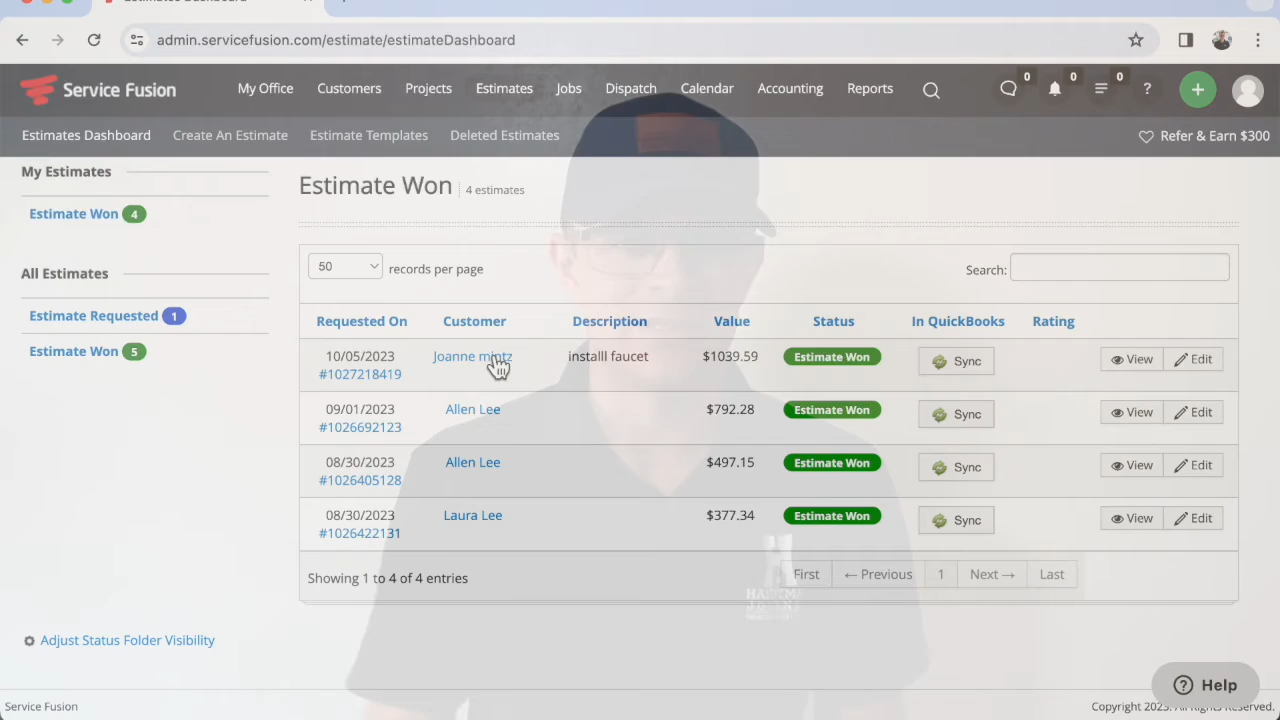 admin.servicefusion.com/estimate/estimateDashboard
Service Fusion My Office Customers Projects Estimates Jobs Dispatch Calendar Accounting Reports 0 0 0 ?
Estimates Dashboard Create An Estimate Estimate Templates Deleted Estimates Refer & Earn $300
My Estimates
Estimate Won 4
All Estimates
Estimate Requested 1
Estimate Won 5
Adjust Status Folder Visibility
Estimate Won 4 estimates
50 records per page Search:
Requested On Customer Description Value Status In QuickBooks Rating
10/05/2023 Joanne mintz installl faucet $1039.59 Estimate Won Sync View Edit
#1027218419
09/01/2023 Allen Lee $792.28 Estimate Won Sync View Edit
#1026692123
08/30/2023 Allen Lee $497.15 Estimate Won Sync View Edit
#1026405128
08/30/2023 Laura Lee $377.34 Estimate Won Sync View Edit
#1026422131
Showing 1 to 4 of 4 entries First ← Previous 1 Next → Last
? Help
Service Fusion Copyright 2023. All Rights Reserved.